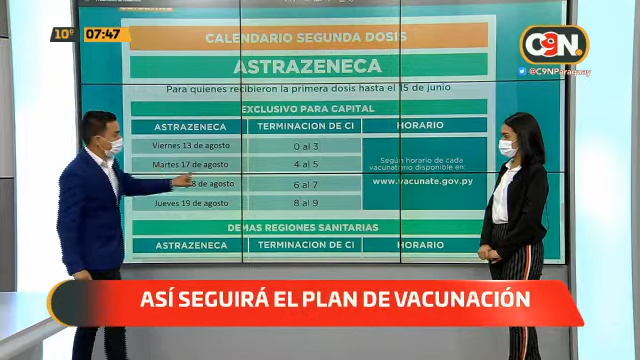 10º 07:47
C9N.
@C9NParaguay
CALENDARIO SEGUNDA DOSIS
ASTRAZENECA
Para quienes recibieron la primera dosis hasta el 15 de junio
EXCLUSIVO PARA CAPITAL
ASTRAZENECA TERMINACION DE CI HORARIO
Viernes 13 de agosto 0 al 3
Martes 17 de agosto 4 al 5
8 de agosto 6 al 7
Jueves 19 de agosto 8 al 9
Según horario de cada
vacunatorio disponible en:
www.vacunate.gov.py
DEMAS REGIONES SANITARIAS
ASTRAZENECA TERMINACION DE CI HORARIO
ASÍ SEGUIRÁ EL PLAN DE VACUNACIÓN